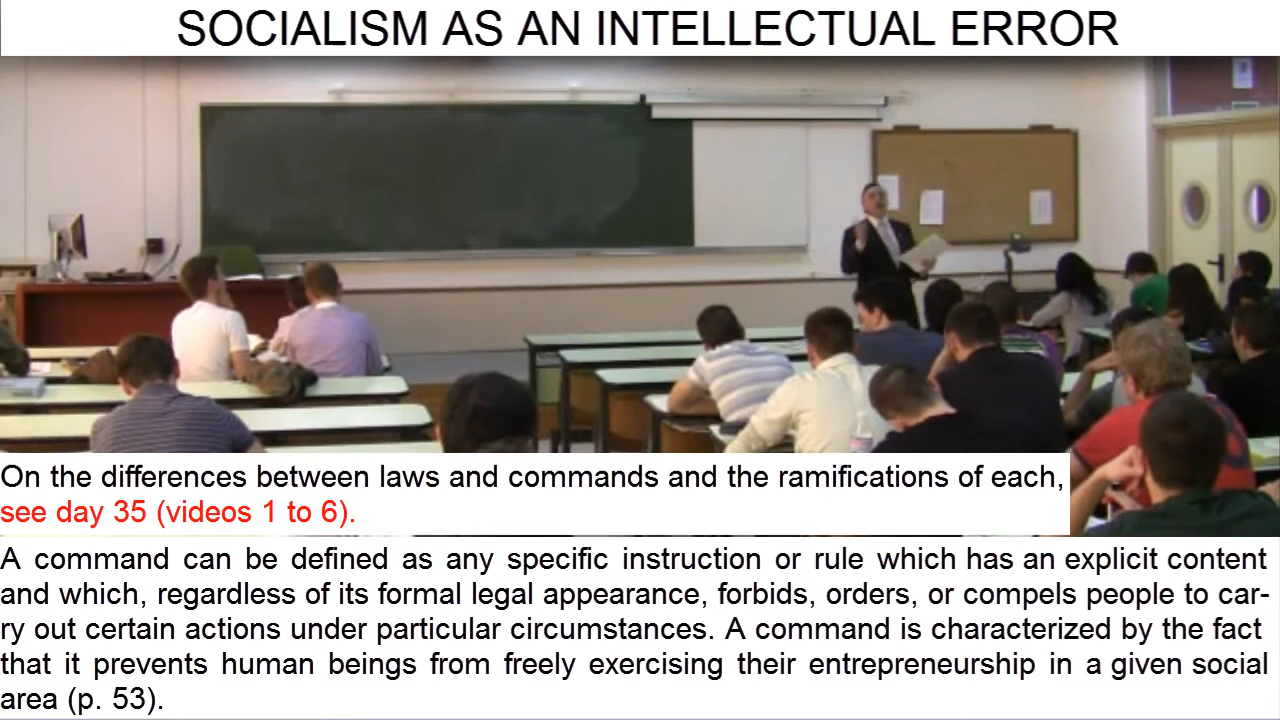 SOCIALISM AS AN INTELLECTUAL ERROR
On the differences between laws and commands and the ramifications of each,
see day 35 (videos 1 to 6).
A command can be defined as any specific instruction or rule which has an explicit content
and which, regardless of its formal legal appearance, forbids, orders, or compels people to car-
ry out certain actions under particular circumstances. A command is characterized by the fact
that it prevents human beings from freely exercising their entrepreneurship in a given social
area (p. 53).